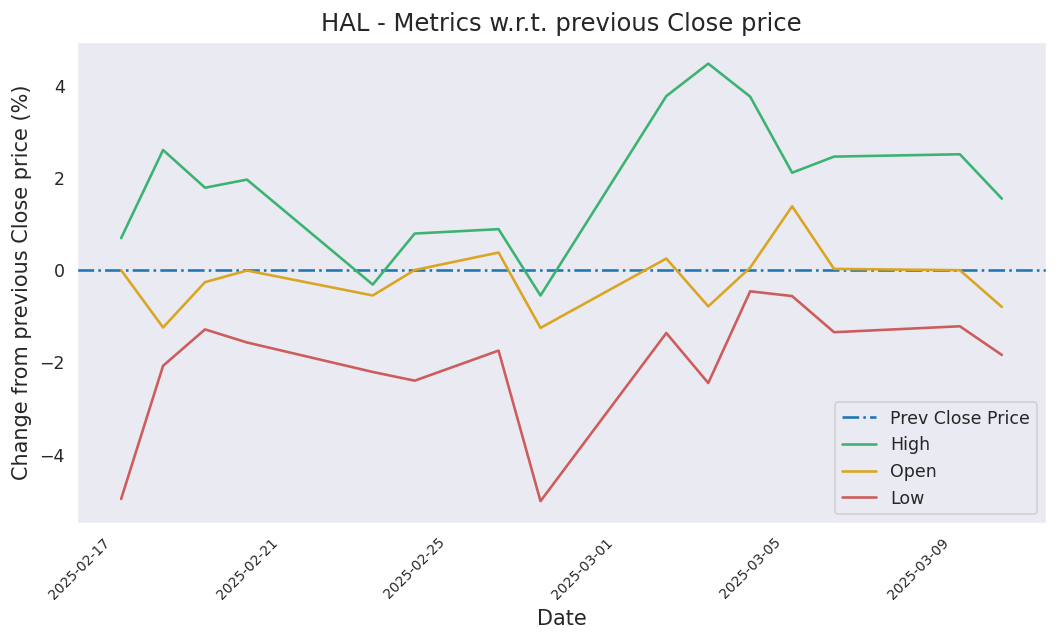 HAL - Metrics w.r.t. previous Close price
Change from previous Close price (%)
4
2
0
−2
−4
Prev Close Price
High
Open
Low
2025-02-17
2025-02-21
2025-02-25
2025-03-01
2025-03-05
2025-03-09
Date